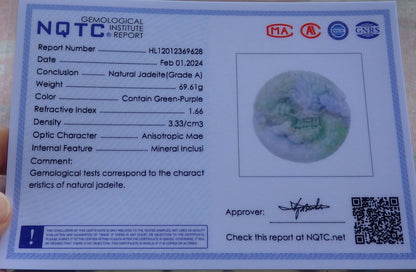 NQTC® GEMOLOGICAL INSTITUTE REPORT
MA
GNBS
Report Number HL12012369628
Date Feb 01,2024
Conclusion Natural Jadeite(Grade A)
Weight 69.61g
Color Contain Green-Purple
Refractive Index 1.66
Density 3.33/cm3
Optic Character Anisotropic Mae
Internal Feature Mineral Inclusi
Comment:
Gemological tests correspond to the charact
eristics of natural jadeite.
Approver:
Check this report at NQTC.net